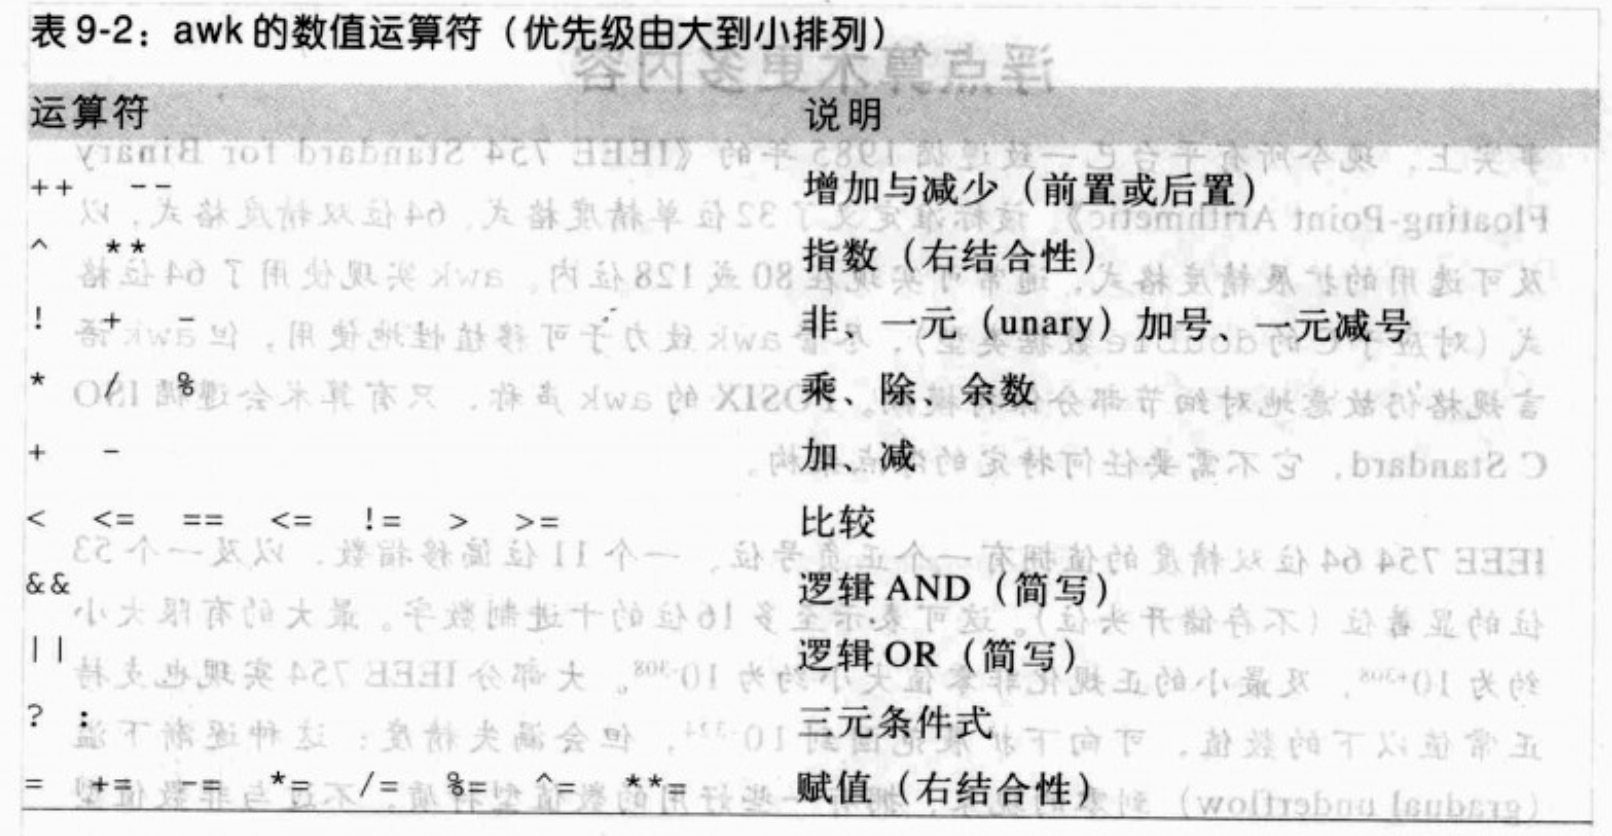 表 9-2：awk 的数值运算符（优先级由大到小排列）
运算符 说明
++ -- 增加与减少（前置或后置）
^ ** 指数（右结合性）
! + - 非、一元（unary）加号、一元减号
* / % 乘、除、余数
+ - 加、减
< <= == <= != > >= 比较
&& 逻辑 AND（简写）
|| 逻辑 OR（简写）
? : 三元条件式
= += -= *= /= %= ^= **= 赋值（右结合性）